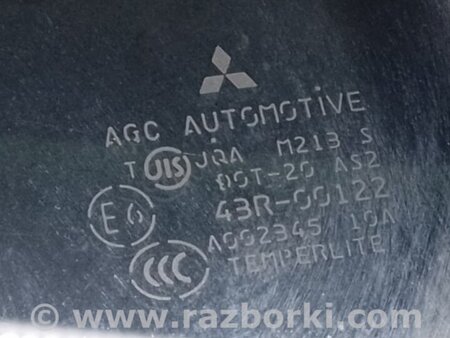 AGC AUTOMOTIVE
T JIS JQA M213 S
DOT-20 AS2
E6 43R-00122
A002345 10A
CCC TEMPERLITE
© www.razborki.com